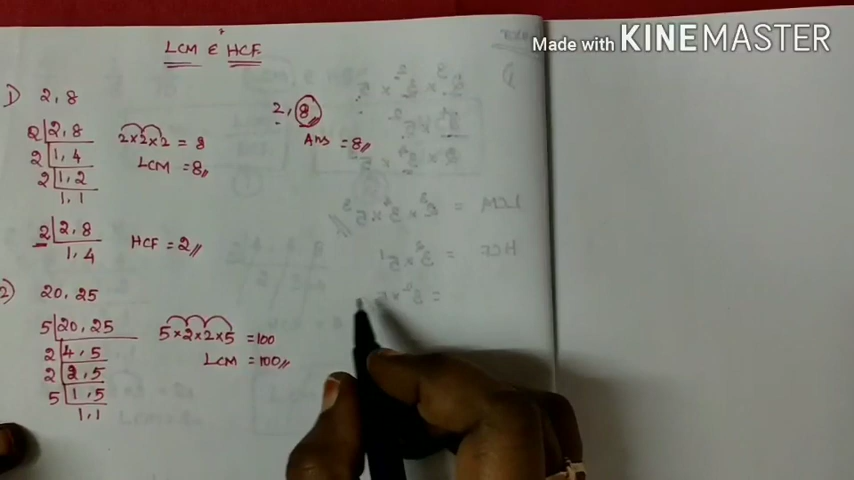 Made with KINEMASTER
LCM & HCF
1) 2, 8
2 | 2, 8
2 | 1, 4
2 | 1, 2
1, 1
2×2×2 = 8
LCM = 8//
2, 8
Ans = 8//
2 | 2, 8
1, 4
HCF = 2//
2) 20, 25
5 | 20, 25
2 | 4, 5
2 | 2, 5
5 | 1, 5
1, 1
5×2×2×5 = 100
LCM = 100//